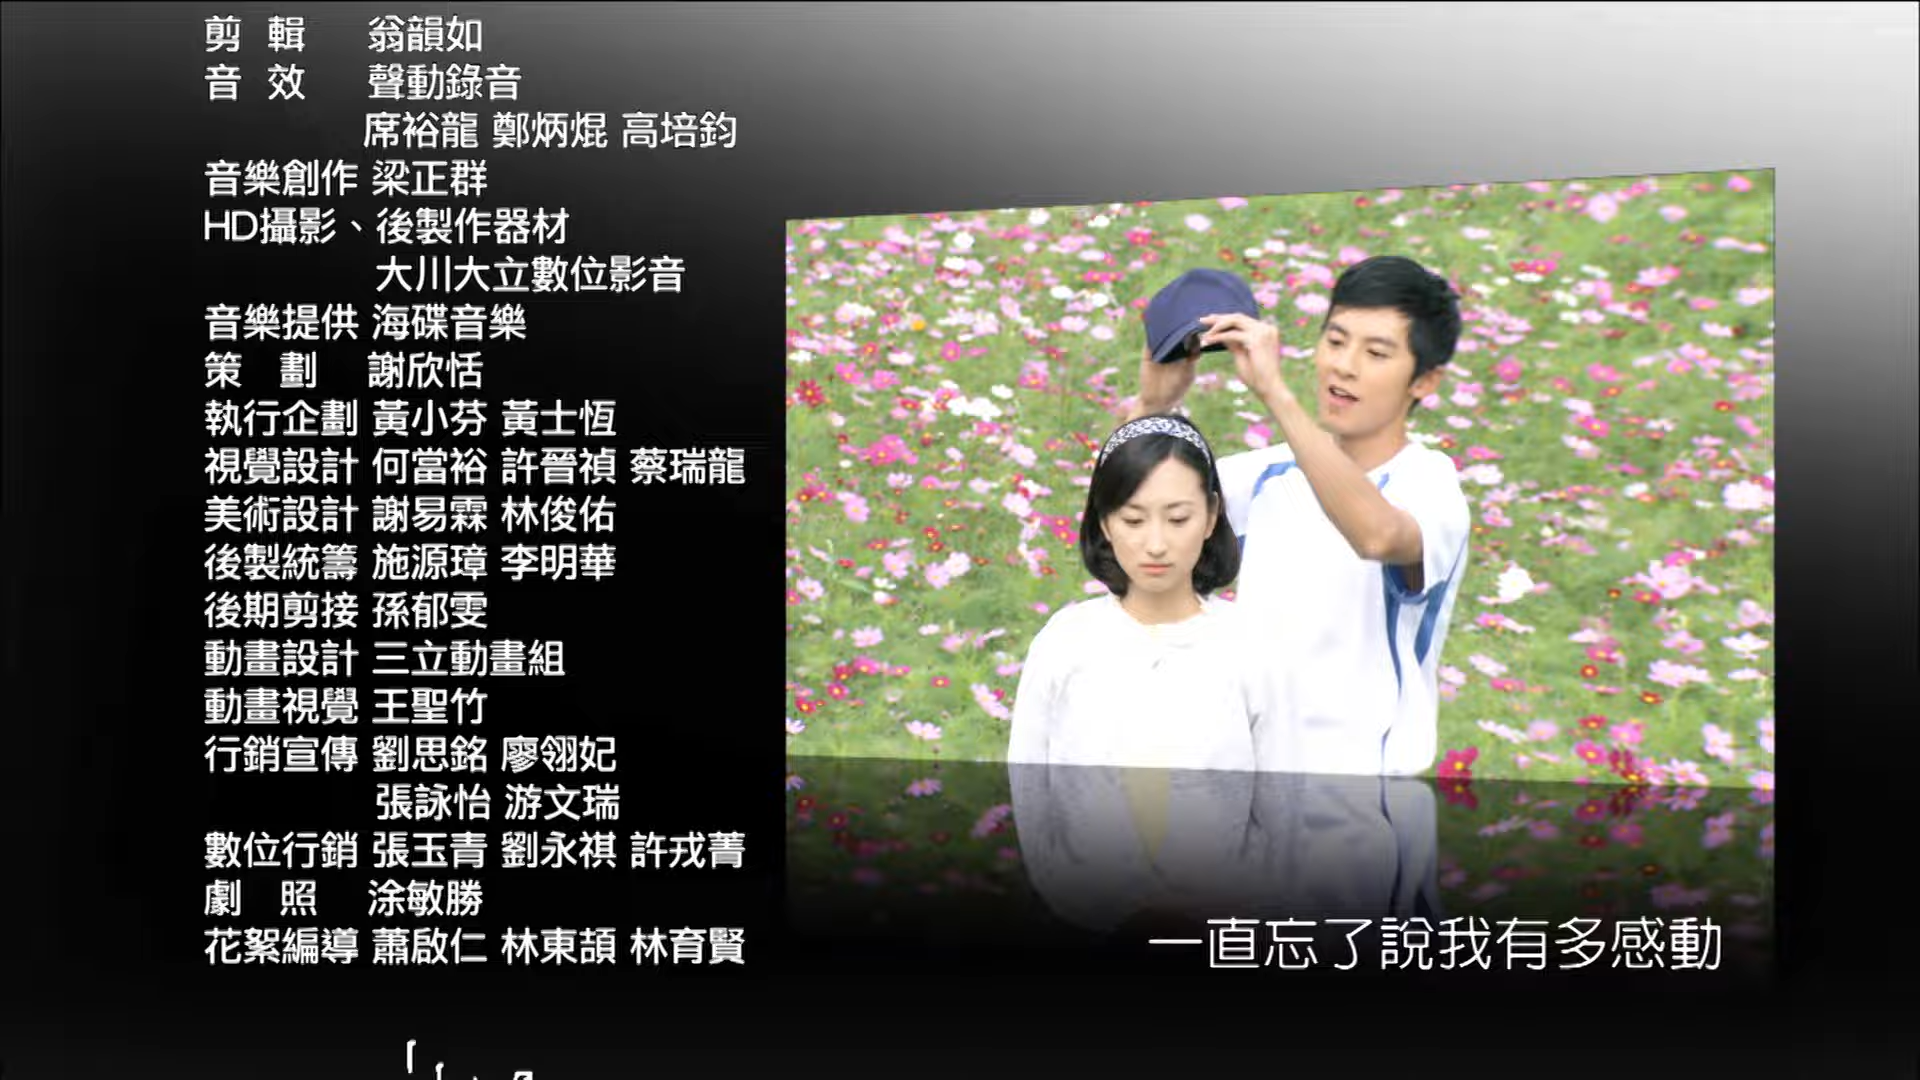 剪 輯 翁韻如
音 效 聲動錄音
席裕龍 鄭炳焜 高培鈞
音樂創作 梁正群
HD攝影、後製作器材
大川大立數位影音
音樂提供 海碟音樂
策 劃 謝欣恬
執行企劃 黃小芬 黃士恆
視覺設計 何當裕 許晉禎 蔡瑞龍
美術設計 謝易霖 林俊佑
後製統籌 施源璋 李明華
後期剪接 孫郁雯
動畫設計 三立動畫組
動畫視覺 王聖竹
行銷宣傳 劉思銘 廖翎妃
張詠怡 游文瑞
數位行銷 張玉青 劉永祺 許戎菁
劇 照 涂敏勝
花絮編導 蕭啟仁 林東頡 林育賢
一直忘了說我有多感動